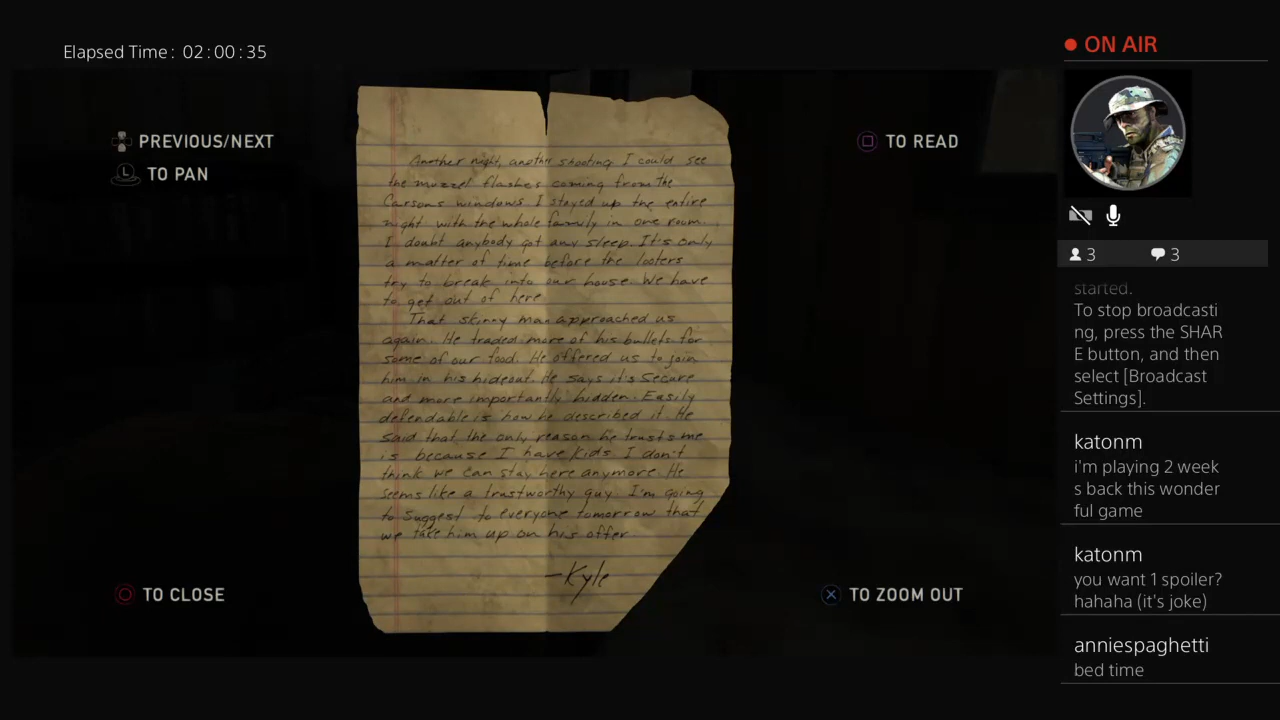 Elapsed Time: 02:00:35
ON AIR
PREVIOUS/NEXT
L
TO PAN
TO READ
Another night, another shooting I could see
the muzzel flashes coming from the
Carsons windows I stayed up the entire
night with the whole family in one room.
I doubt anybody got any sleep. It's only
a matter of time before the looters
try to break into our house. We have
to get out of here
That skinny man approached us
again. He traded more of his bullets for
some of our food. He offered us to join
him in his hideout. He says it's secure
and more importantly hidden. Easily
defendable is how he described it. He
said that the only reason he trusts me
is because I have kids I don't
think we can stay here anymore. He
seems like a trustworthy guy. I'm going
to suggest to everyone tomorrow that
we take him up on his offer.
-Kyle
TO CLOSE
TO ZOOM OUT
3 3
started.
To stop broadcasti
ng, press the SHAR
E button, and then
select [Broadcast
Settings].
katonm
i'm playing 2 week
s back this wonder
ful game
katonm
you want 1 spoiler?
hahaha (it's joke)
anniespaghetti
bed time